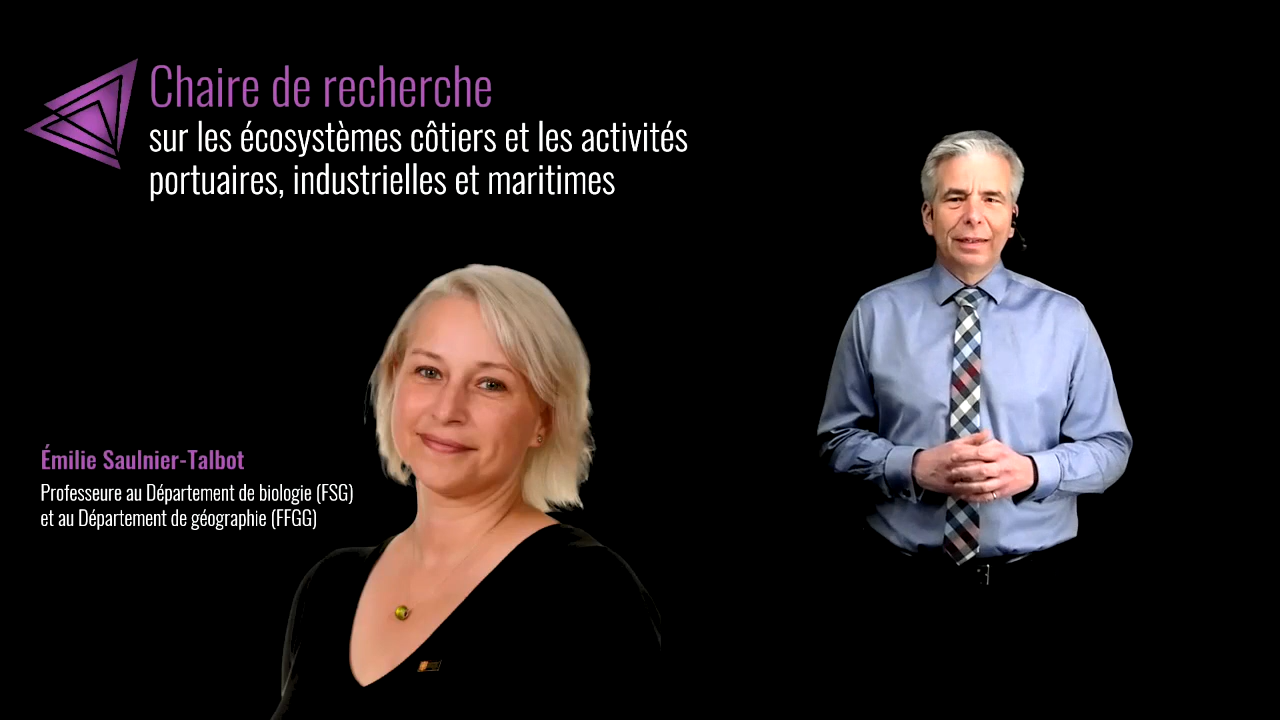 Chaire de recherche
sur les écosystèmes côtiers et les activités
portuaires, industrielles et maritimes
Émilie Saulnier-Talbot
Professeure au Département de biologie (FSG)
et au Département de géographie (FFGG)